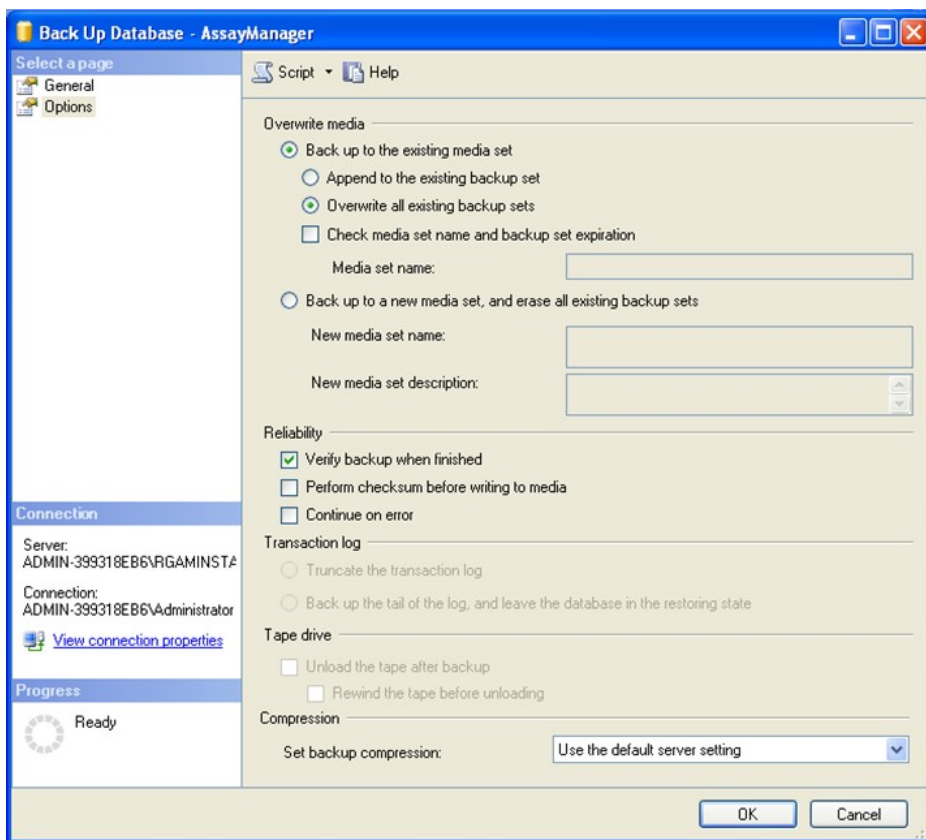 Back Up Database - AssayManager
Select a page
General
Options
Script
Help
Overwrite media
Back up to the existing media set
Append to the existing backup set
Overwrite all existing backup sets
Check media set name and backup set expiration
Media set name:
Back up to a new media set, and erase all existing backup sets
New media set name:
New media set description:
Reliability
Verify backup when finished
Perform checksum before writing to media
Continue on error
Connection
Server:
ADMIN-399318EB6\RGAMINSTA
Connection:
ADMIN-399318EB6\Administrator
View connection properties
Transaction log
Truncate the transaction log
Back up the tail of the log, and leave the database in the restoring state
Tape drive
Unload the tape after backup
Rewind the tape before unloading
Progress
Ready
Compression
Set backup compression:
Use the default server setting
OK
Cancel